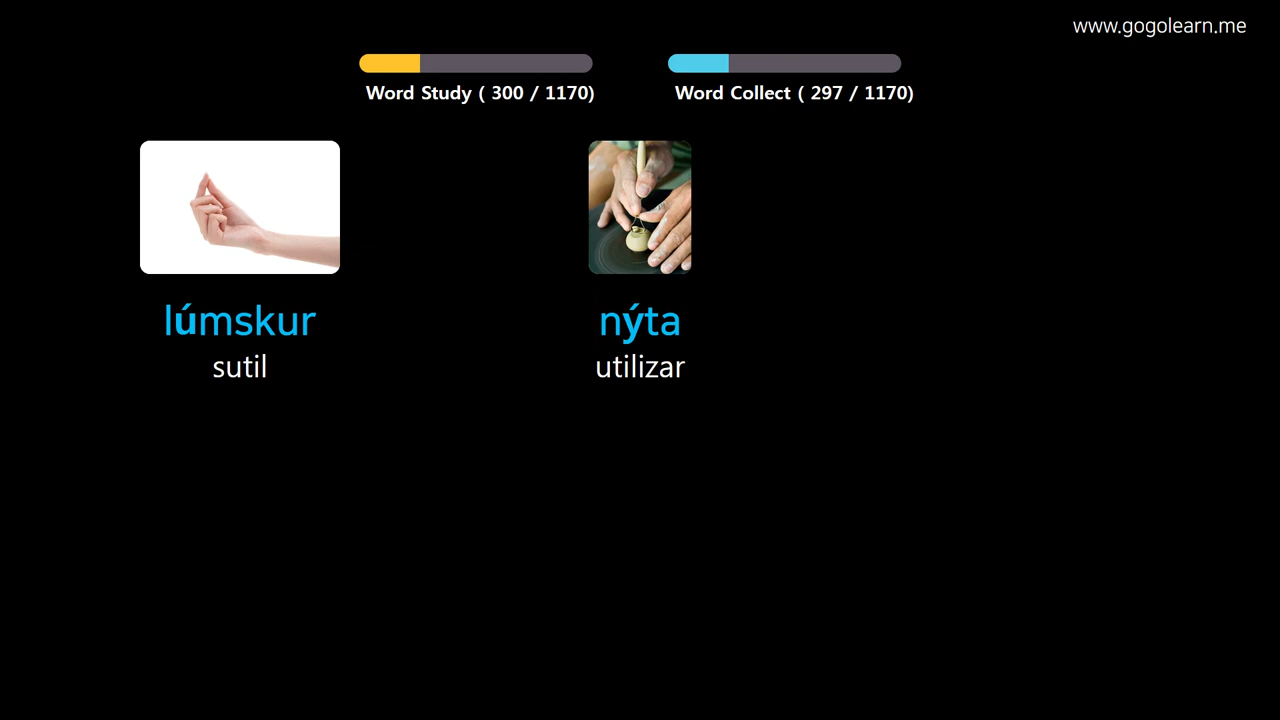 www.gogolearn.me
Word Study ( 300 / 1170)
Word Collect ( 297 / 1170)
lúmskur
sutil
nýta
utilizar